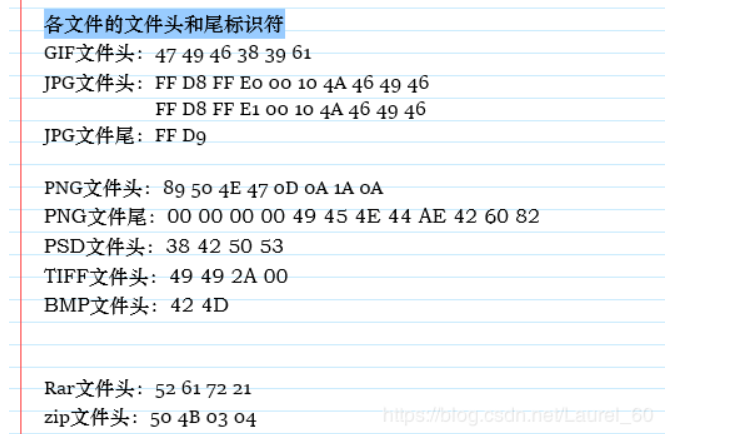 各文件的文件头和尾标识符
GIF文件头：47 49 46 38 39 61
JPG文件头：FF D8 FF E0 00 10 4A 46 49 46
FF D8 FF E1 00 10 4A 46 49 46
JPG文件尾：FF D9
PNG文件头：89 50 4E 47 0D 0A 1A 0A
PNG文件尾：00 00 00 00 49 45 4E 44 AE 42 60 82
PSD文件头：38 42 50 53
TIFF文件头：49 49 2A 00
BMP文件头：42 4D
Rar文件头：52 61 72 21
zip文件头：50 4B 03 04
https://blog.csdn.net/Laurel_60